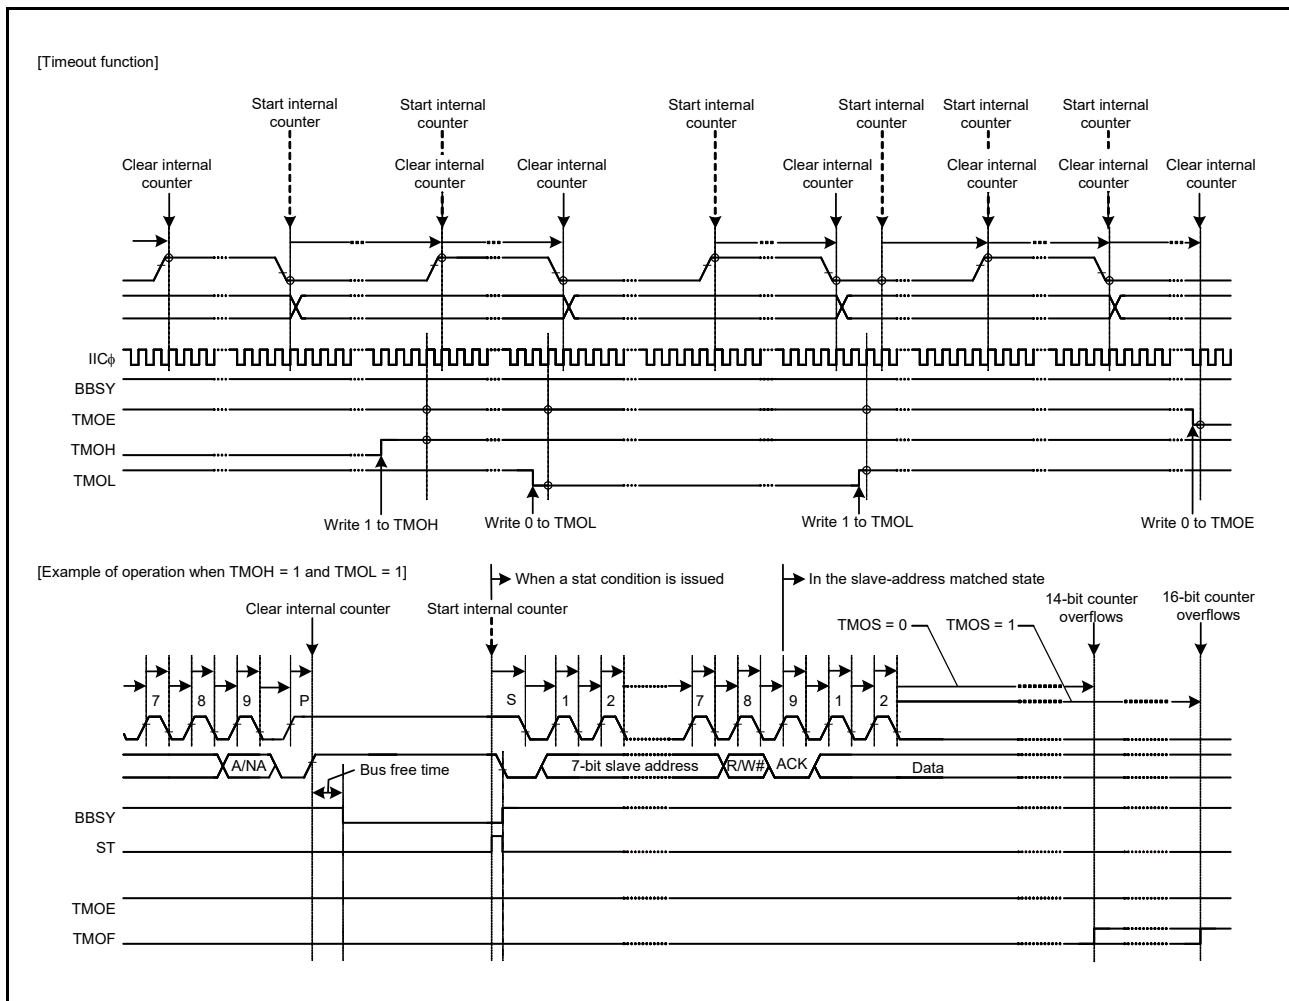 [Timeout function]
Start internal
counter
Start internal
counter
Start internal
counter
Start internal
counter
Start internal
counter
Start internal
counter
Clear internal
counter
Clear internal
counter
Clear internal
counter
Clear internal
counter
Clear internal
counter
Clear internal
counter
Clear internal
counter
IICϕ
BBSY
TMOE
TMOH
TMOL
Write 1 to TMOH
Write 0 to TMOL
Write 1 to TMOL
Write 0 to TMOE
[Example of operation when TMOH = 1 and TMOL = 1]
When a stat condition is issued
In the slave-address matched state
Clear internal counter
Start internal counter
14-bit counter
overflows
16-bit counter
overflows
TMOS = 0
TMOS = 1
7 8 9 P S 1 2 7 8 9 1 2
A/NA
Bus free time
7-bit slave address
R/W#
ACK
Data
BBSY
ST
TMOE
TMOF